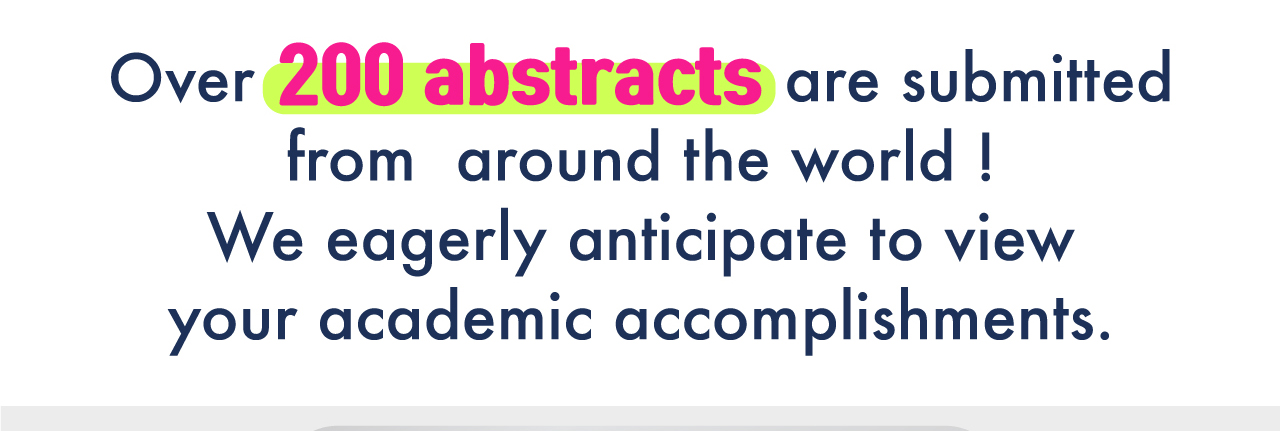 Over 200 abstracts are submitted
from around the world !
We eagerly anticipate to view
your academic accomplishments.